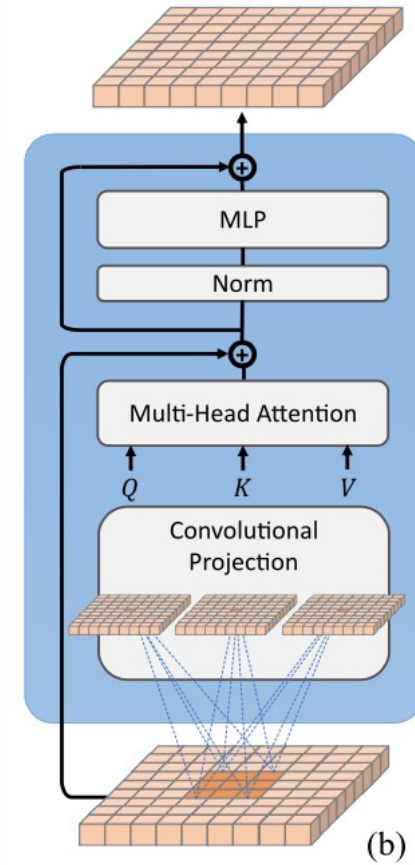 +
MLP
Norm
+
Multi-Head Attention
Q K V
Convolutional
Projection
(b)